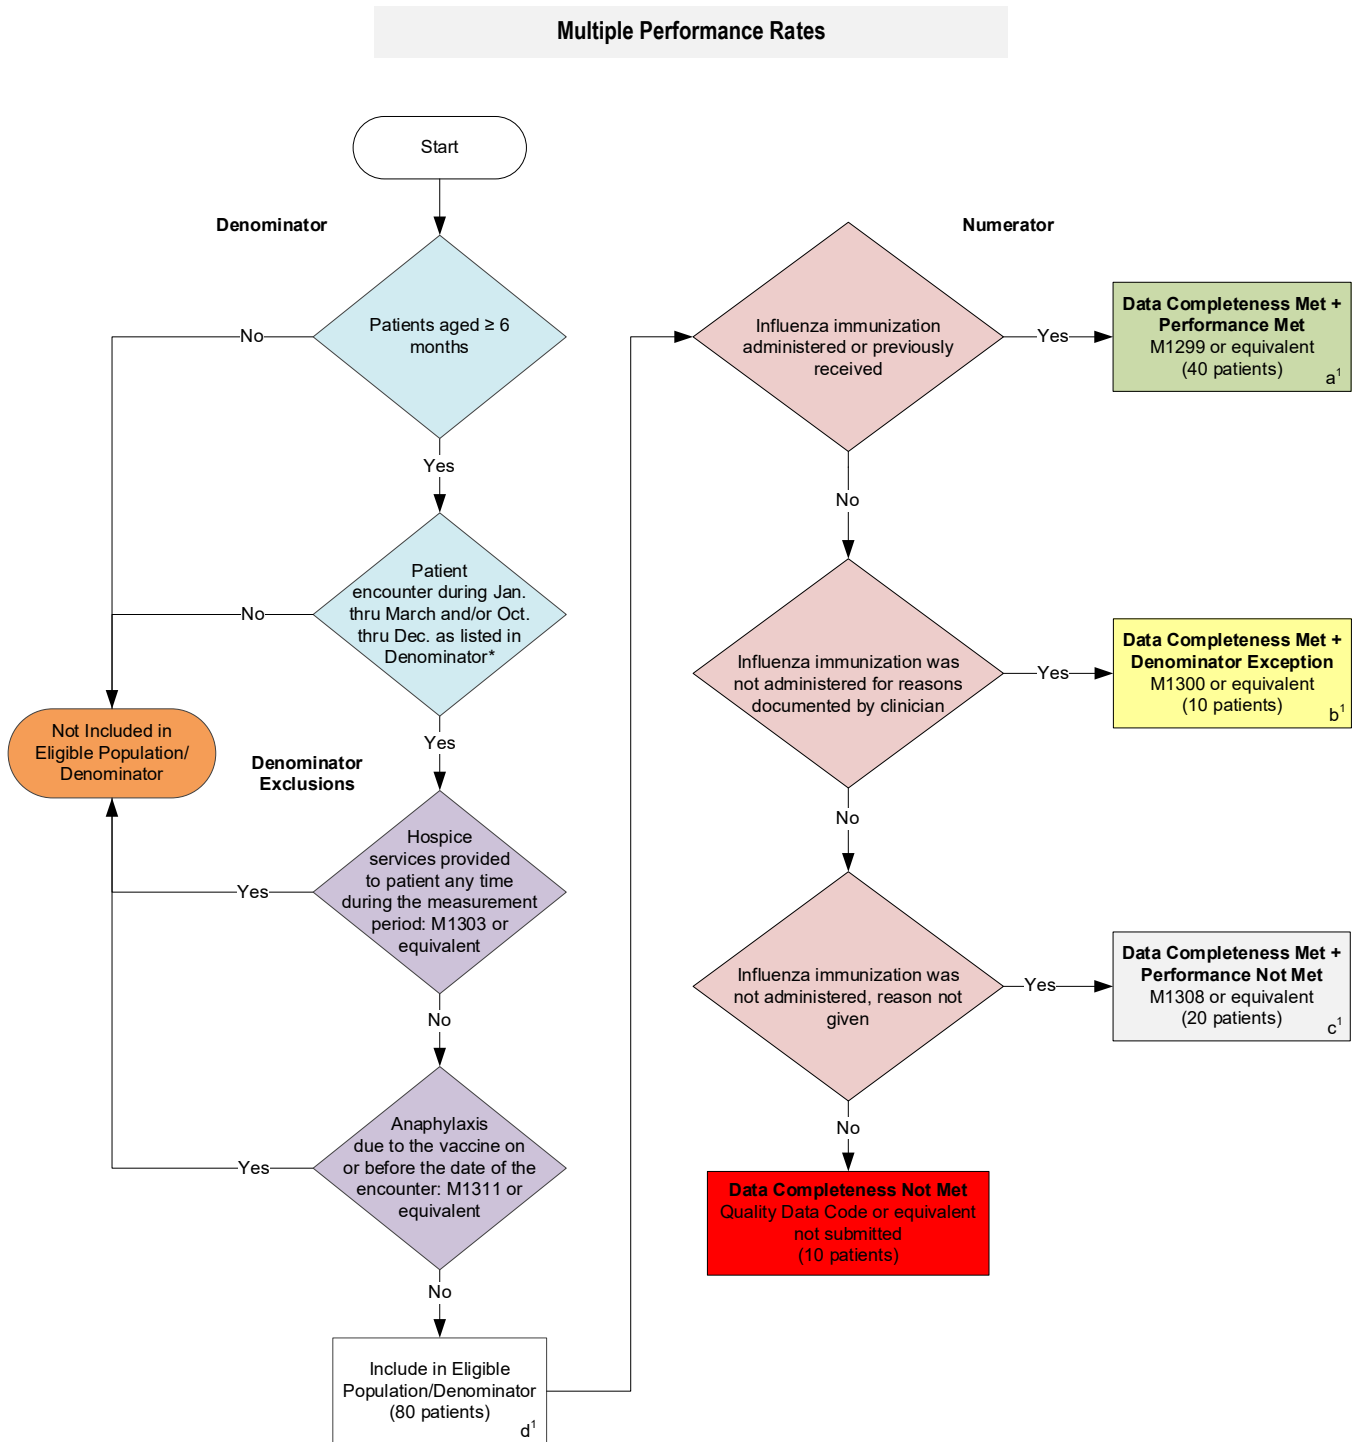 Multiple Performance Rates
Start
Denominator
Patients aged ≥ 6
months
No
Yes
Patient
encounter during Jan.
thru March and/or Oct.
thru Dec. as listed in
Denominator*
No
Yes
Not Included in
Eligible Population/
Denominator
Denominator
Exclusions
Hospice
services provided
to patient any time
during the measurement
period: M1303 or
equivalent
Yes
No
Anaphylaxis
due to the vaccine on
or before the date of the
encounter: M1311 or
equivalent
Yes
No
Include in Eligible
Population/Denominator
(80 patients)
d¹
Numerator
Influenza immunization
administered or previously
received
Yes
Data Completeness Met +
Performance Met
M1299 or equivalent
(40 patients)
a¹
No
Influenza immunization was
not administered for reasons
documented by clinician
Yes
Data Completeness Met +
Denominator Exception
M1300 or equivalent
(10 patients)
b¹
No
Influenza immunization was
not administered, reason not
given
Yes
Data Completeness Met +
Performance Not Met
M1308 or equivalent
(20 patients)
c¹
No
Data Completeness Not Met
Quality Data Code or equivalent
not submitted
(10 patients)